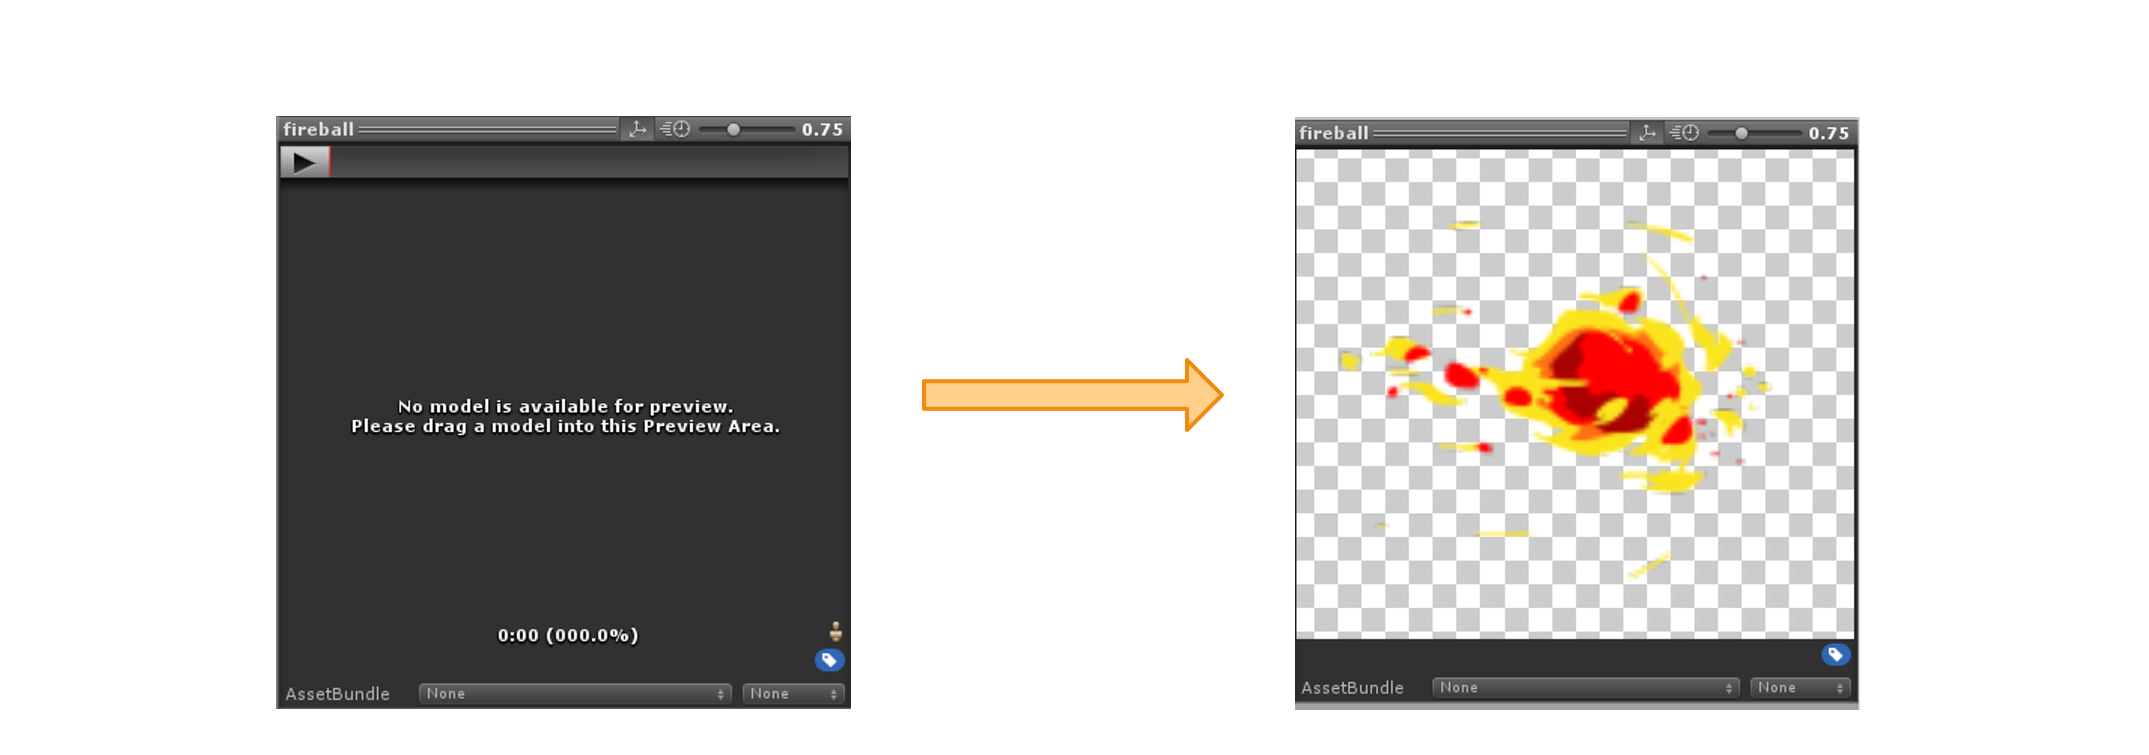 fireball 0.75
No model is available for preview.
Please drag a model into this Preview Area.
0:00 (000.0%)
AssetBundle None None
fireball 0.75
AssetBundle None None